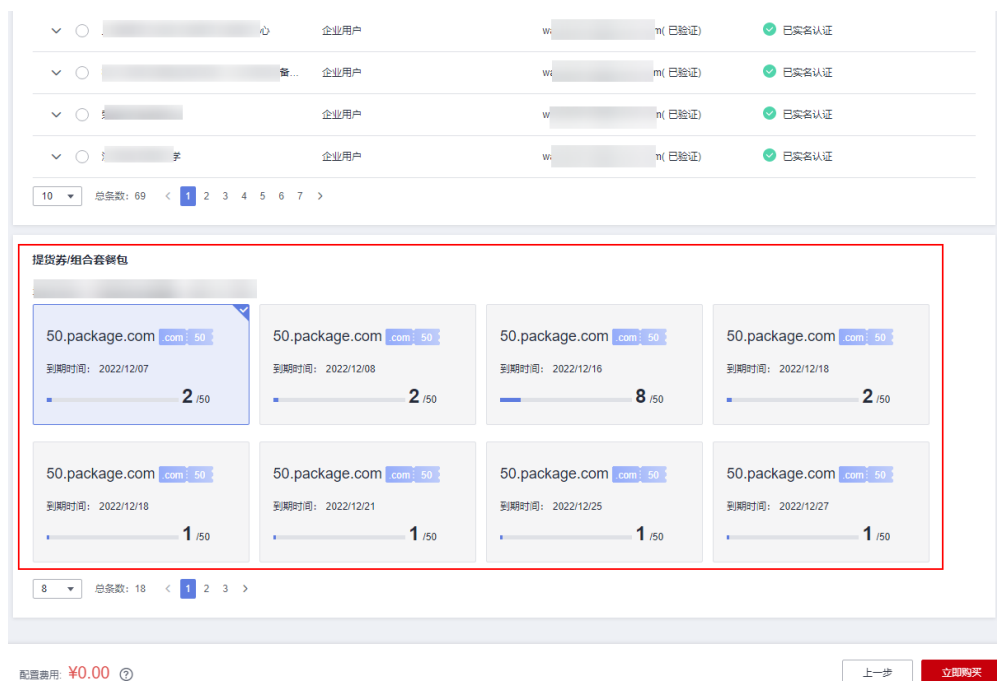 心 企业用户 wa m( 已验证) 已实名认证
备... 企业用户 wa m( 已验证) 已实名认证
企业用户 w n( 已验证) 已实名认证
学 企业用户 wa m( 已验证) 已实名认证
10 总条数: 69 < 1 2 3 4 5 6 7 >
提货券/组合套餐包
50.package.com .com 50 50.package.com .com 50 50.package.com .com 50 50.package.com .com 50
到期时间: 2022/12/07 到期时间: 2022/12/08 到期时间: 2022/12/16 到期时间: 2022/12/18
2 /50 2 /50 8 /50 2 /50
50.package.com .com 50 50.package.com .com 50 50.package.com .com 50 50.package.com .com 50
到期时间: 2022/12/18 到期时间: 2022/12/21 到期时间: 2022/12/25 到期时间: 2022/12/27
1 /50 1 /50 1 /50 1 /50
8 总条数: 18 < 1 2 3 >
配置费用: ¥0.00 ? 上一步 立即购买